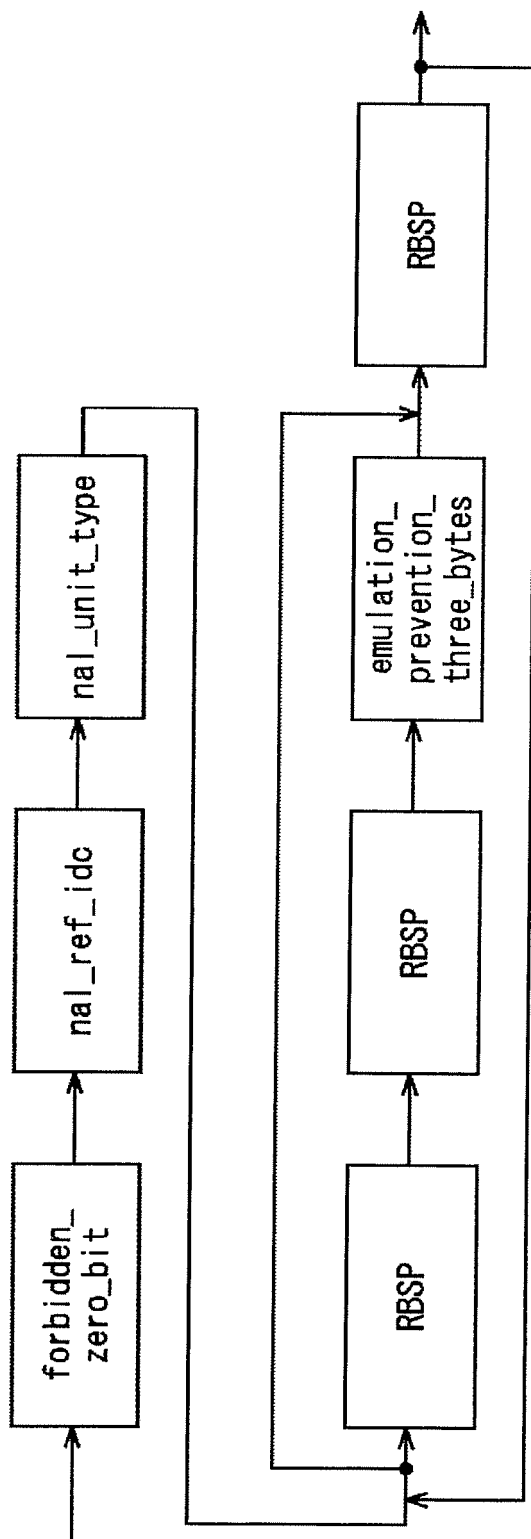 forbidden_
zero_bit
nal_ref_idc
nal_unit_type
RBSP
RBSP
emulation_
prevention_
three_bytes
RBSP